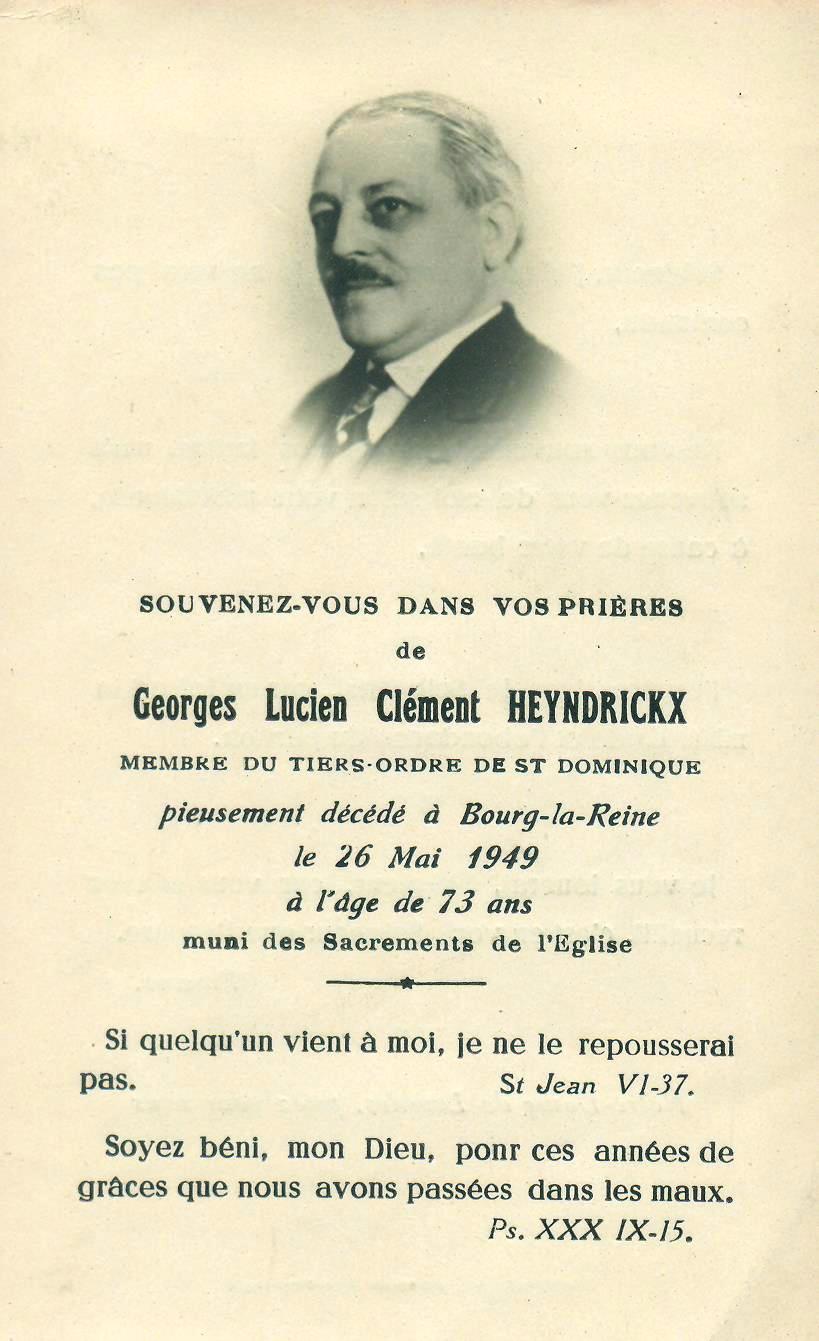 SOUVENEZ-VOUS DANS VOS PRIÈRES
de
Georges Lucien Clément HEYNDRICKX
MEMBRE DU TIERS-ORDRE DE ST DOMINIQUE
pieusement décédé à Bourg-la-Reine
le 26 Mai 1949
à l'âge de 73 ans
muni des Sacrements de l'Eglise
Si quelqu'un vient à moi, je ne le repousserai
pas. St Jean VI-37.
Soyez béni, mon Dieu, ponr ces années de
grâces que nous avons passées dans les maux.
Ps. XXX IX-15.